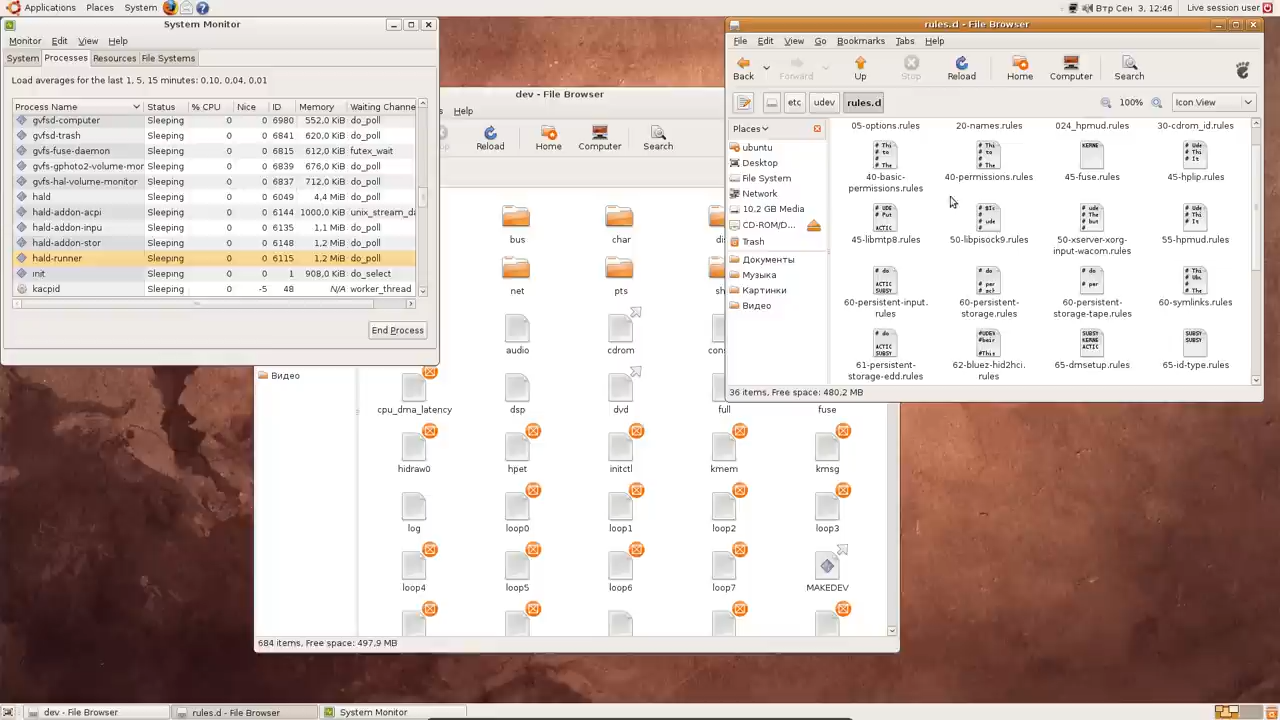 Applications Places System Втр Сен 3, 12:46 Live session user
System Monitor
Monitor Edit View Help
System Processes Resources File Systems
Load averages for the last 1, 5, 15 minutes: 0,10, 0,04, 0,01
Process Name Status % CPU Nice ID Memory Waiting Channe
gvfsd-computer Sleeping 0 0 6980 552,0 KiB do_poll
gvfsd-trash Sleeping 0 0 6841 620,0 KiB do_poll
gvfs-fuse-daemon Sleeping 0 0 6815 612,0 KiB futex_wait
gvfs-gphoto2-volume-mor Sleeping 0 0 6839 676,0 KiB do_poll
gvfs-hal-volume-monitor Sleeping 0 0 6837 712,0 KiB do_poll
hald Sleeping 0 0 6049 4,4 MiB do_poll
hald-addon-acpi Sleeping 0 0 6144 1000,0 KiB unix_stream_da
hald-addon-inpu Sleeping 0 0 6135 1,1 MiB do_poll
hald-addon-stor Sleeping 0 0 6148 1,2 MiB do_poll
hald-runner Sleeping 0 0 6115 1,2 MiB do_poll
init Sleeping 0 0 1 908,0 KiB do_select
kacpid Sleeping 0 -5 48 N/A worker_thread
End Process
dev - File Browser
Help
Reload Home Computer Search
bus char
net pts
audio cdrom
Видео
cpu_dma_latency dsp dvd full fuse
hidraw0 hpet initctl kmem kmsg
log loop0 loop1 loop2 loop3
loop4 loop5 loop6 loop7 MAKEDEV
684 items, Free space: 497,9 MB
rules.d - File Browser
File Edit View Go Bookmarks Tabs Help
Back Forward Up Stop Reload Home Computer Search
etc udev rules.d 100% Icon View
Places
ubuntu
Desktop
File System
Network
10.2 GB Media
CD-ROM/D...
Trash
Документы
Музыка
Картинки
Видео
05-options.rules 20-names.rules 024_hpmud.rules 30-cdrom_id.rules
40-basic-permissions.rules 40-permissions.rules 45-fuse.rules 45-hplip.rules
45-libmtp8.rules 50-libpisock9.rules 50-xserver-xorg-input-wacom.rules 55-hpmud.rules
60-persistent-input.rules 60-persistent-storage.rules 60-persistent-storage-tape.rules 60-symlinks.rules
61-persistent-storage-edd.rules 62-bluez-hid2hci.rules 65-dmsetup.rules 65-id-type.rules
36 items, Free space: 480,2 MB
dev - File Browser rules.d - File Browser System Monitor